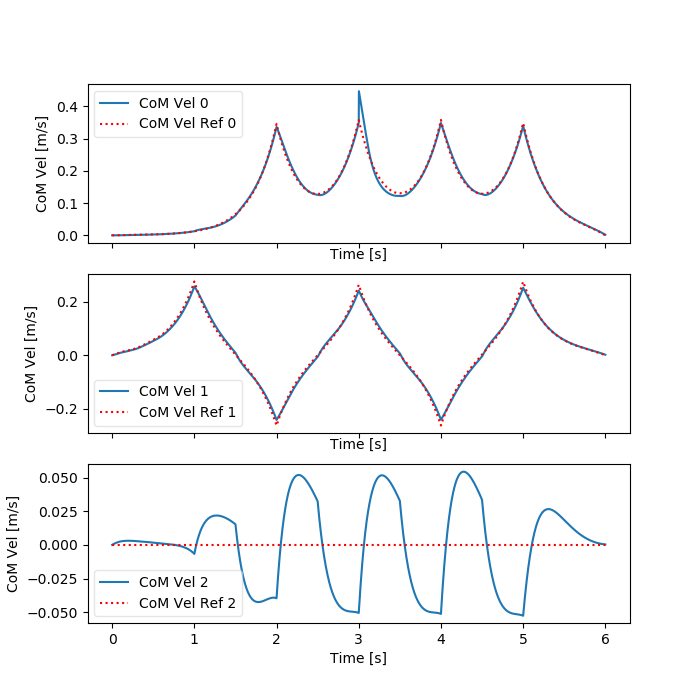 CoM Vel [m/s]
0.4
0.3
0.2
0.1
0.0
CoM Vel 0
CoM Vel Ref 0
Time [s]
CoM Vel [m/s]
0.2
0.0
−0.2
CoM Vel 1
CoM Vel Ref 1
Time [s]
CoM Vel [m/s]
0.050
0.025
0.000
−0.025
−0.050
CoM Vel 2
CoM Vel Ref 2
0 1 2 3 4 5 6
Time [s]